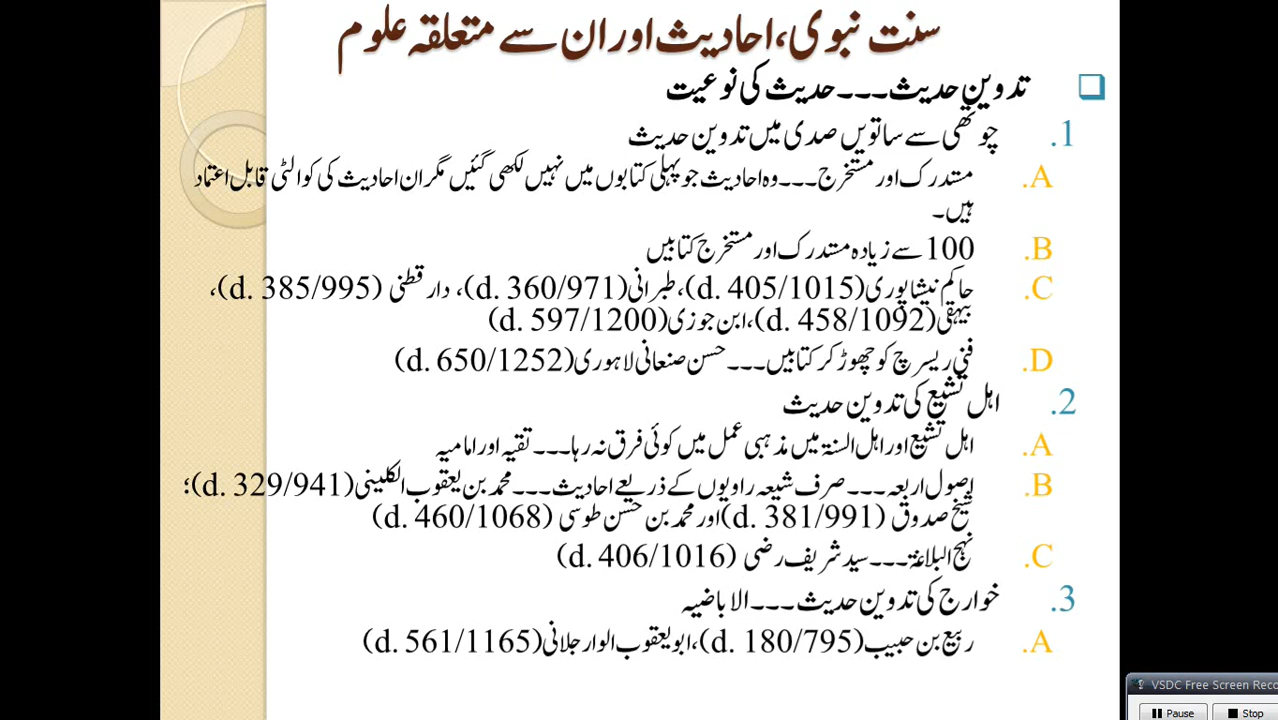 سنت نبوی، احادیث اور ان سے متعلقہ علوم
تدوین حدیث۔۔۔حدیث کی نوعیت
1. چوتھی سے ساتویں صدی میں تدوین حدیث
A. مستدرک اور مستخرج۔۔۔وہ احادیث جو پہلی کتابوں میں نہیں لکھی گئیں مگر ان احادیث کی کوالٹی قابل اعتماد
ہیں۔
B. 100 سے زیادہ مستدرک اور مستخرج کتابیں
C. حاکم نیشاپوری (d. 405/1015)، طبرانی (d. 360/971)، دار قطنی (d. 385/995)،
بیہقی (d. 458/1092)، ابن جوزی (d. 597/1200)
D. فنی ریسرچ کو چھوڑ کر کتابیں۔۔۔حسن صنعانی لاہوری (d. 650/1252)
2. اہل تشیع کی تدوین حدیث
A. اہل تشیع اور اہل السنۃ میں مذہبی عمل میں کوئی فرق نہ رہا۔۔۔تقیہ اور امامیہ
B. اصول اربعہ۔۔۔صرف شیعہ راویوں کے ذریعے احادیث۔۔۔محمد بن یعقوب الکلینی (d. 329/941)؛
شیخ صدوق (d. 381/991) اور محمد بن حسن طوسی (d. 460/1068)
C. نہج البلاغۃ۔۔۔سید شریف رضی (d. 406/1016)
3. خوارج کی تدوین حدیث۔۔۔الاباضیہ
A. ربیع بن حبیب (d. 180/795)، ابو یعقوب الوارجلانی (d. 561/1165)
VSDC Free Screen Reco
Pause Stop